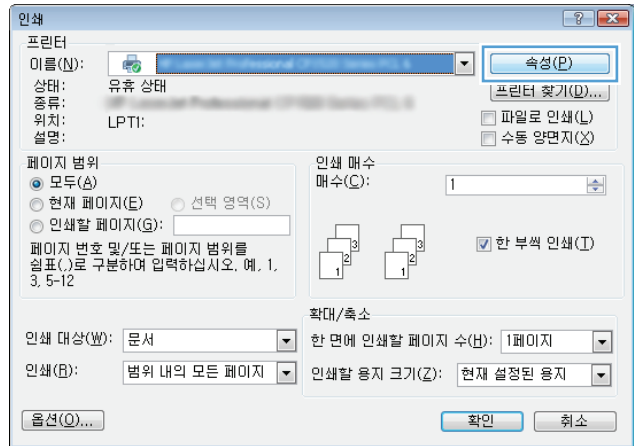 인쇄
프린터
이름(N):
속성(P)
상태: 유휴 상태
프린터 찾기(D)...
종류:
위치: LPT1:
파일로 인쇄(L)
설명:
수동 양면지(X)
페이지 범위
모두(A)
현재 페이지(E) 선택 영역(S)
인쇄할 페이지(G):
페이지 번호 및/또는 페이지 범위를
쉼표(,)로 구분하여 입력하십시오. 예, 1,
3, 5-12
인쇄 매수
매수(C): 1
1 2 3 1 2 3
한 부씩 인쇄(T)
인쇄 대상(W): 문서
인쇄(R): 범위 내의 모든 페이지
확대/축소
한 면에 인쇄할 페이지 수(H): 1페이지
인쇄할 용지 크기(Z): 현재 설정된 용지
옵션(O)...
확인 취소